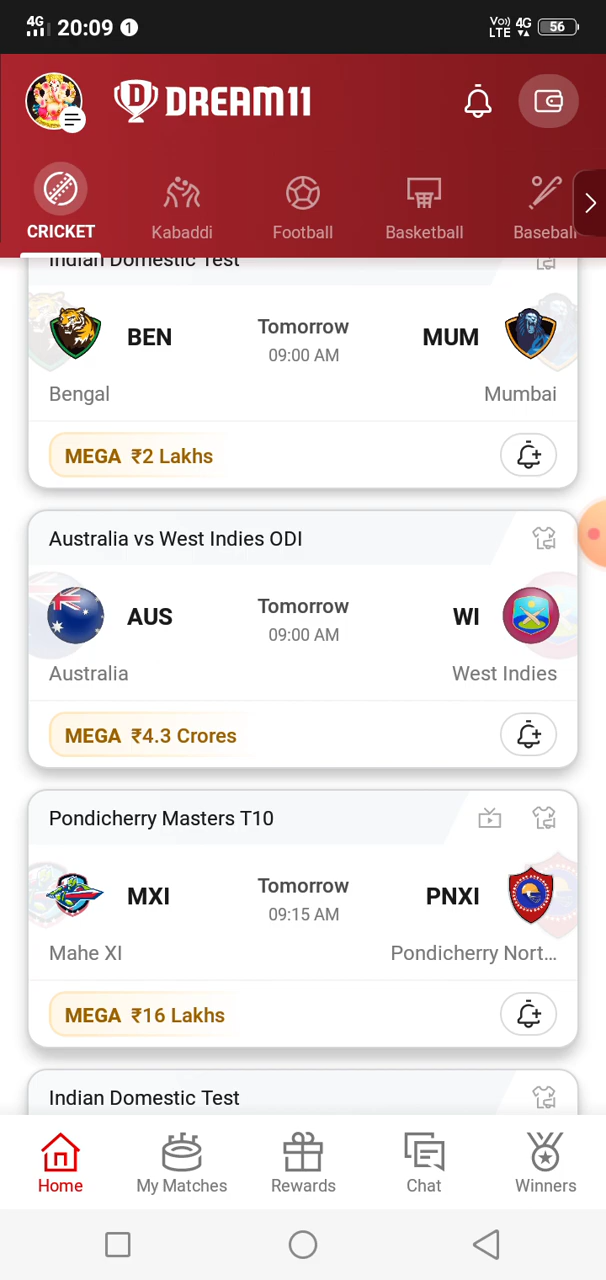 4G 20:09 1 Vo)) LTE 4G 56
DREAM11
CRICKET Kabaddi Football Basketball Baseball
Indian Domestic Test
BEN Tomorrow MUM
09:00 AM
Bengal Mumbai
MEGA ₹2 Lakhs
Australia vs West Indies ODI
AUS Tomorrow WI
09:00 AM
Australia West Indies
MEGA ₹4.3 Crores
Pondicherry Masters T10
MXI Tomorrow PNXI
09:15 AM
Mahe XI Pondicherry Nort...
MEGA ₹16 Lakhs
Indian Domestic Test
Home My Matches Rewards Chat Winners